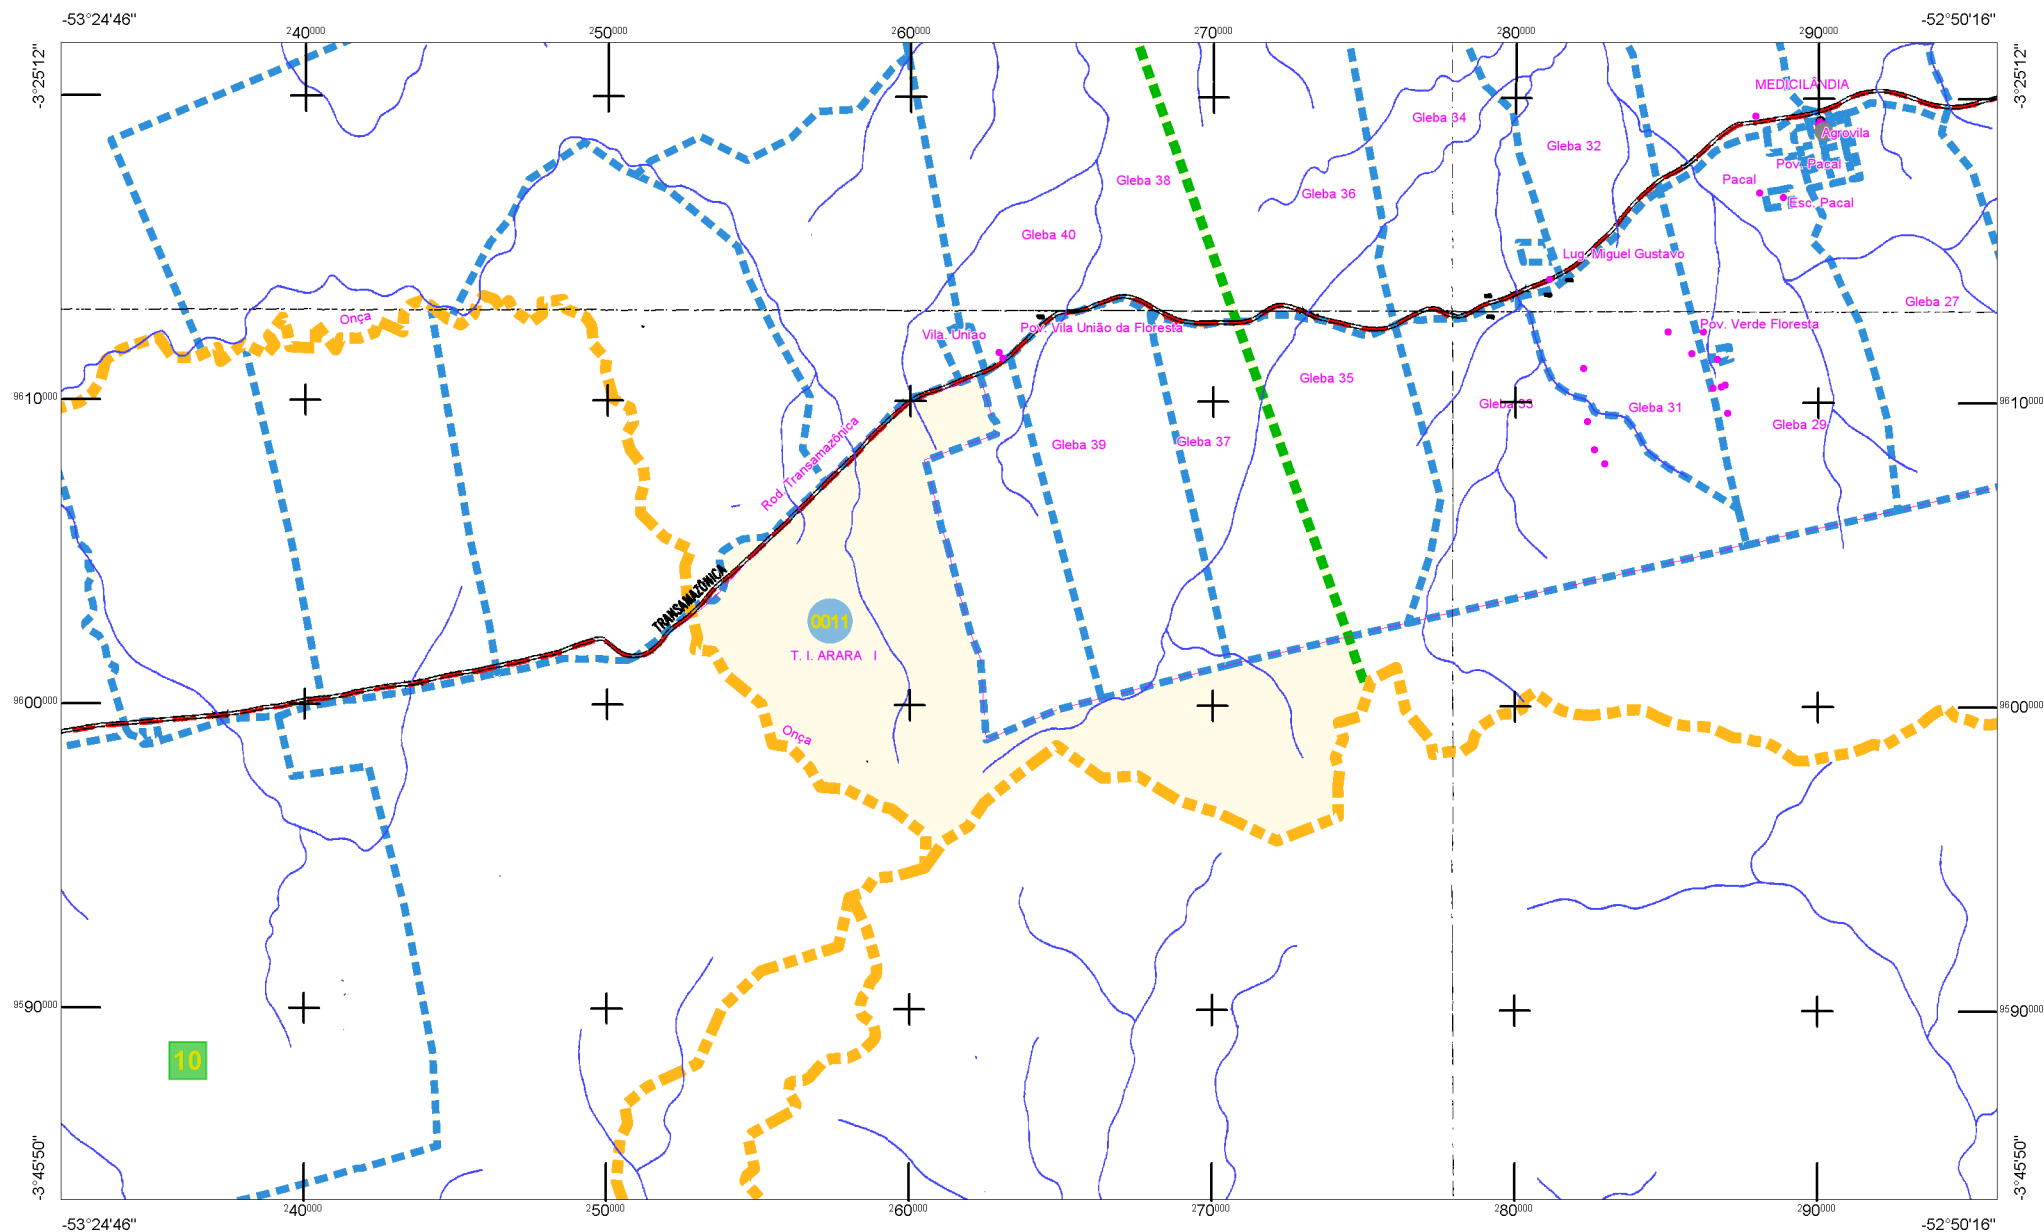 -53°24'46"
-52°50'16"
240000
250000
260000
270000
280000
290000
-3°25'12"
-3°25'12"
MEDICILÂNDIA
Gleba 34
Agrovila
Gleba 32
Pov. Pacal
Gleba 38
Pacal
Gleba 36
Esc. Pacal
Gleba 40
Lug. Miguel Gustavo
Gleba 27
Onça
Pov. Vila União da Floresta
Pov. Verde Floresta
Vila. União
Gleba 35
9610000
9610000
Gleba 33
Gleba 31
Gleba 29
Rod. Transamazônica
Gleba 39
Gleba 37
TRANSAMAZÔNICA
0011
T. I. ARARA I
9600000
9600000
Onça
9590000
9590000
10
-3°45'50"
-3°45'50"
240000
250000
260000
270000
280000
290000
-53°24'46"
-52°50'16"